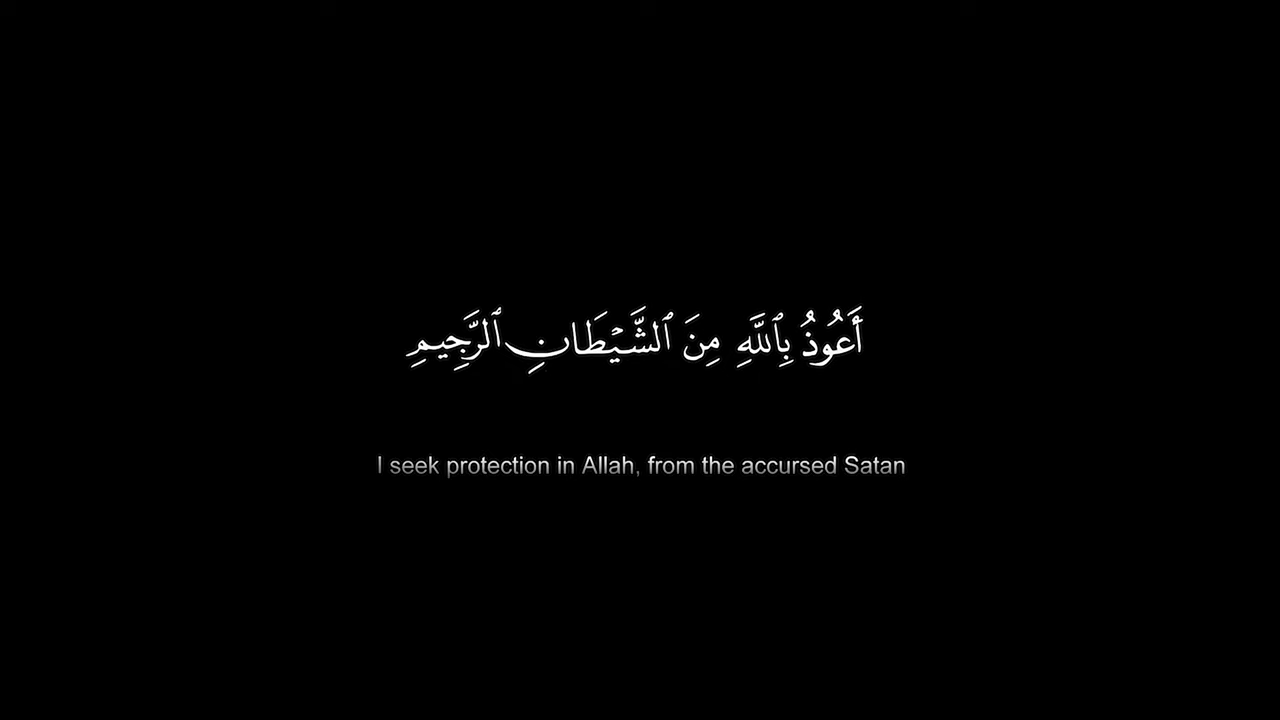 أَعُوذُ بِٱللَّهِ مِنَ ٱلشَّيۡطَانِ ٱلرَّجِيمِ
I seek protection in Allah, from the accursed Satan